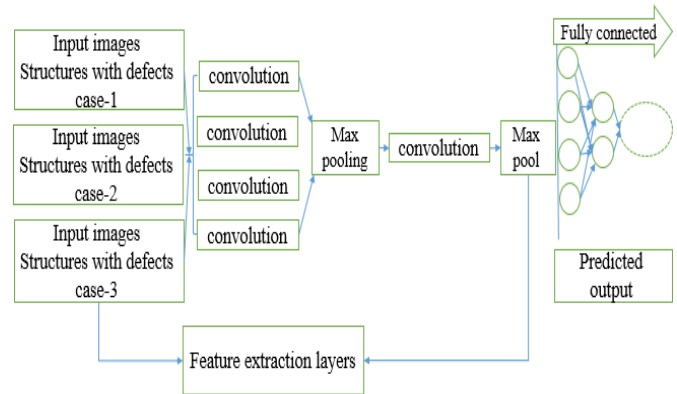 Input images
Structures with defects
case-1
Input images
Structures with defects
case-2
Input images
Structures with defects
case-3
convolution
convolution
convolution
convolution
Max
pooling
convolution
Max
pool
Fully connected
Predicted
output
Feature extraction layers